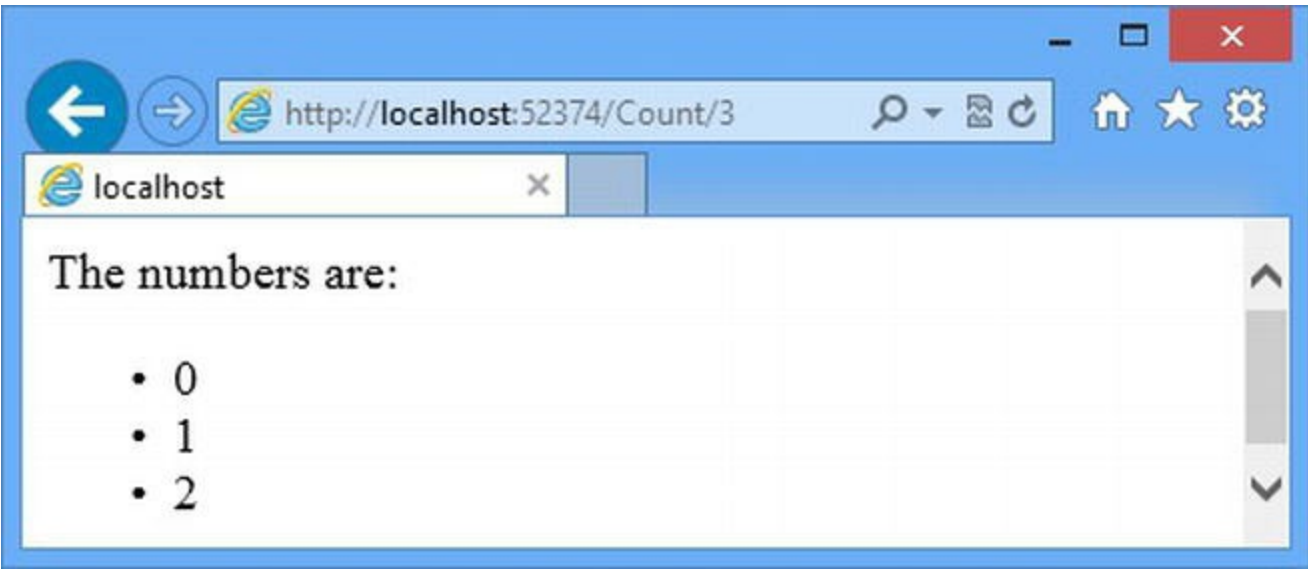 http://localhost:52374/Count/3
localhost
The numbers are:
• 0
• 1
• 2